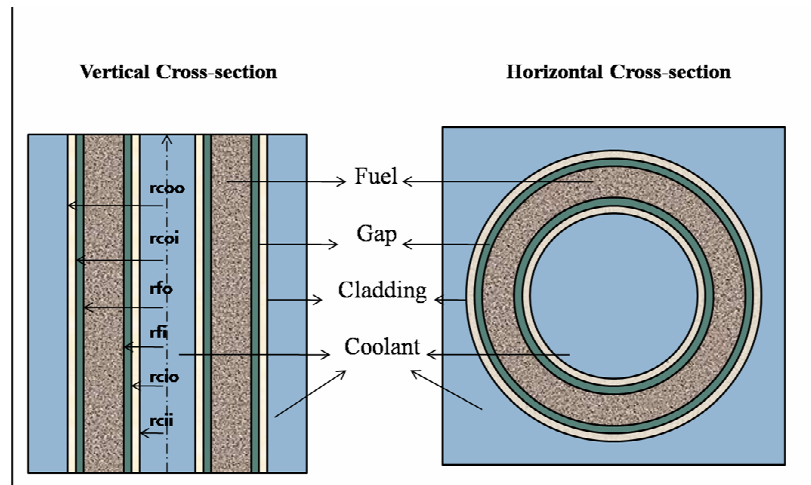 Vertical Cross-section
Horizontal Cross-section
rcoo
rcoi
rfo
rfi
rcio
rcii
Fuel
Gap
Cladding
Coolant